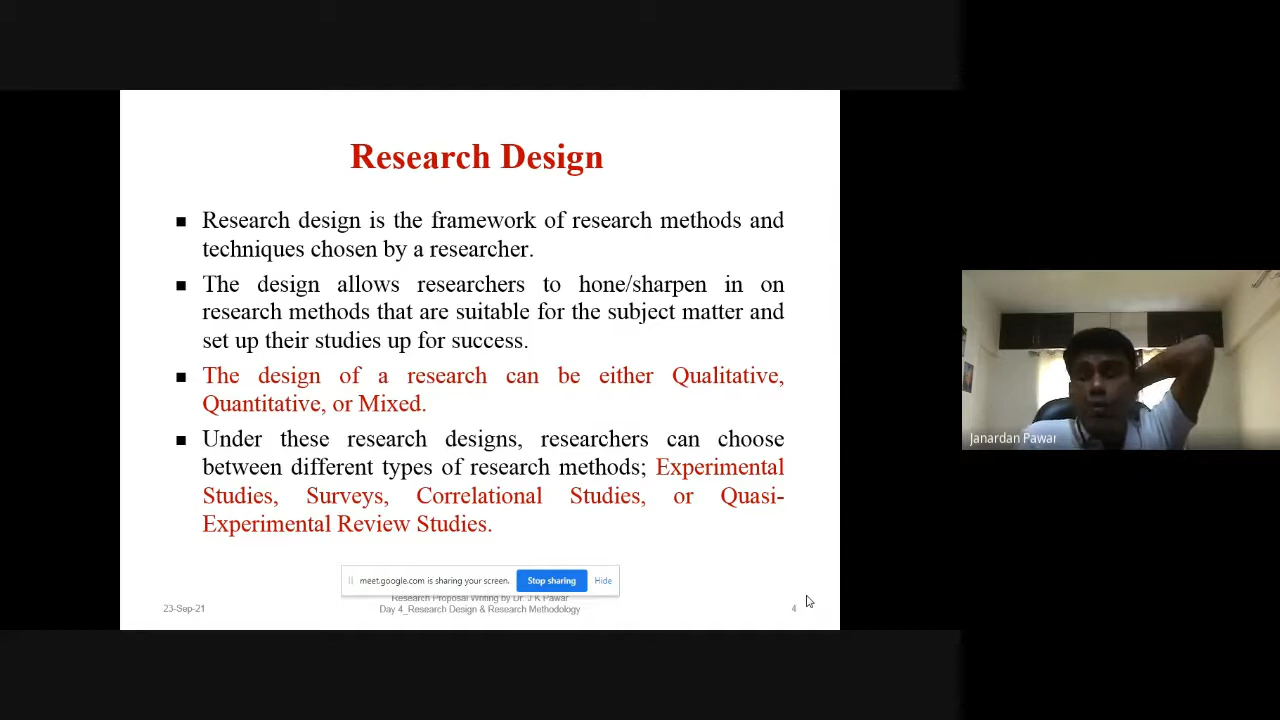 Research Design
■ Research design is the framework of research methods and
techniques chosen by a researcher.
■ The design allows researchers to hone/sharpen in on
research methods that are suitable for the subject matter and
set up their studies up for success.
■ The design of a research can be either Qualitative,
Quantitative, or Mixed.
■ Under these research designs, researchers can choose
between different types of research methods; Experimental
Studies, Surveys, Correlational Studies, or Quasi-
Experimental Review Studies.
Janardan Pawar
meet.google.com is sharing your screen. Stop sharing Hide
Research Proposal Writing by Dr. J K Pawar
23-Sep-21 Day 4_Research Design & Research Methodology 4